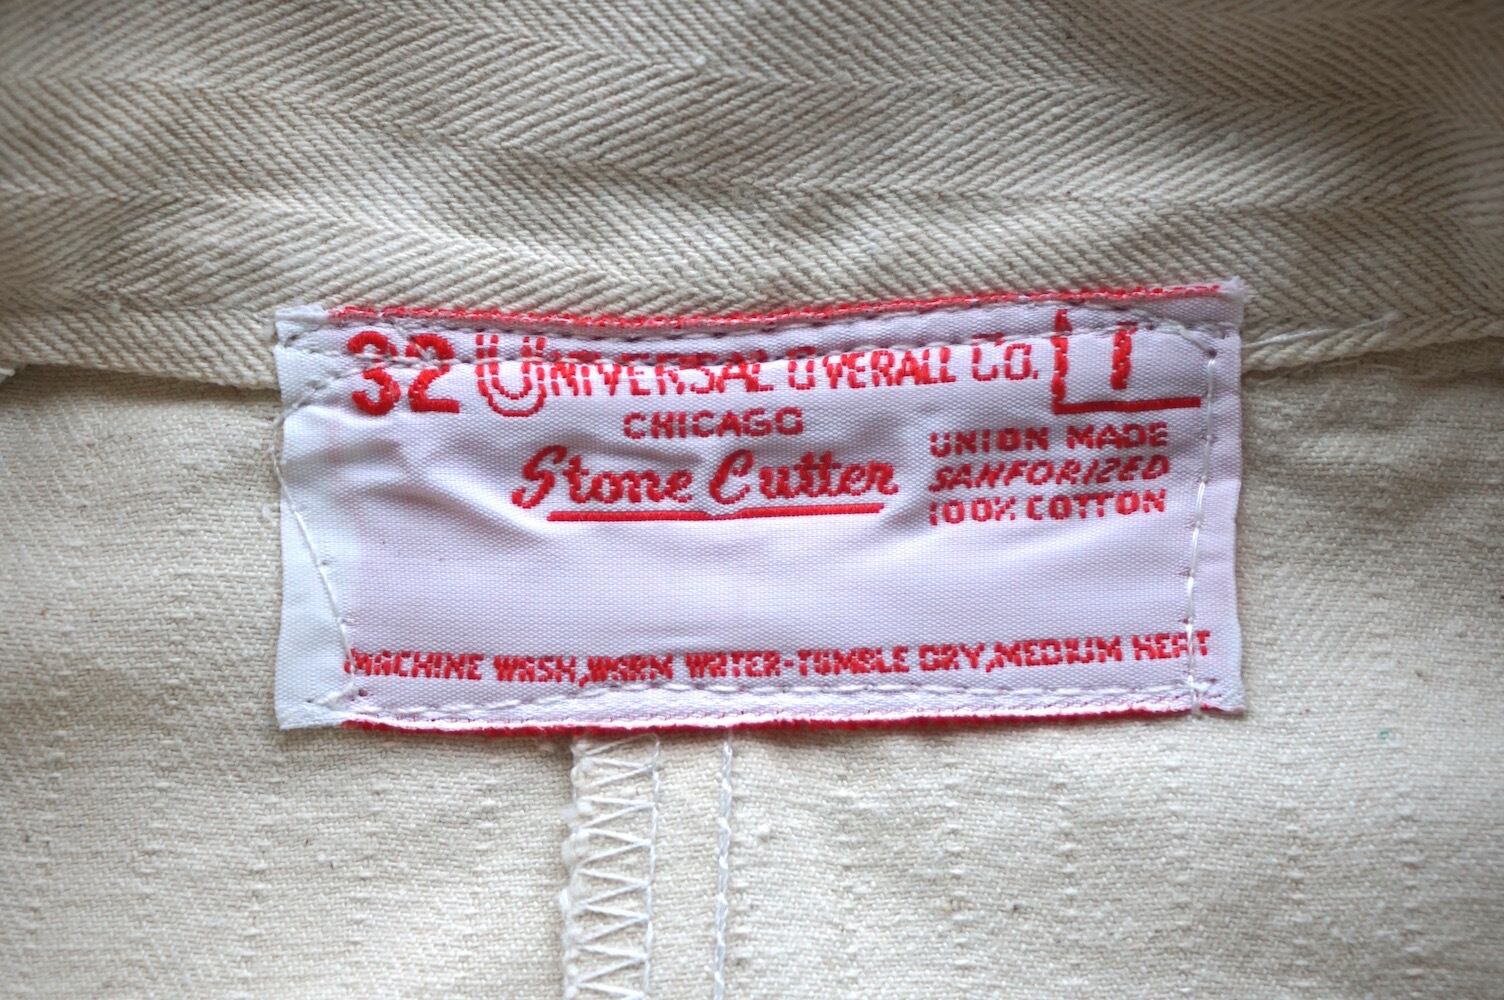 32 UNIVERSAL OVERALL CO.
CHICAGO
Stone Cutter
UNION MADE
SANFORIZED
100% COTTON
MACHINE WASH, WARM WATER-TUMBLE DRY, MEDIUM HEAT